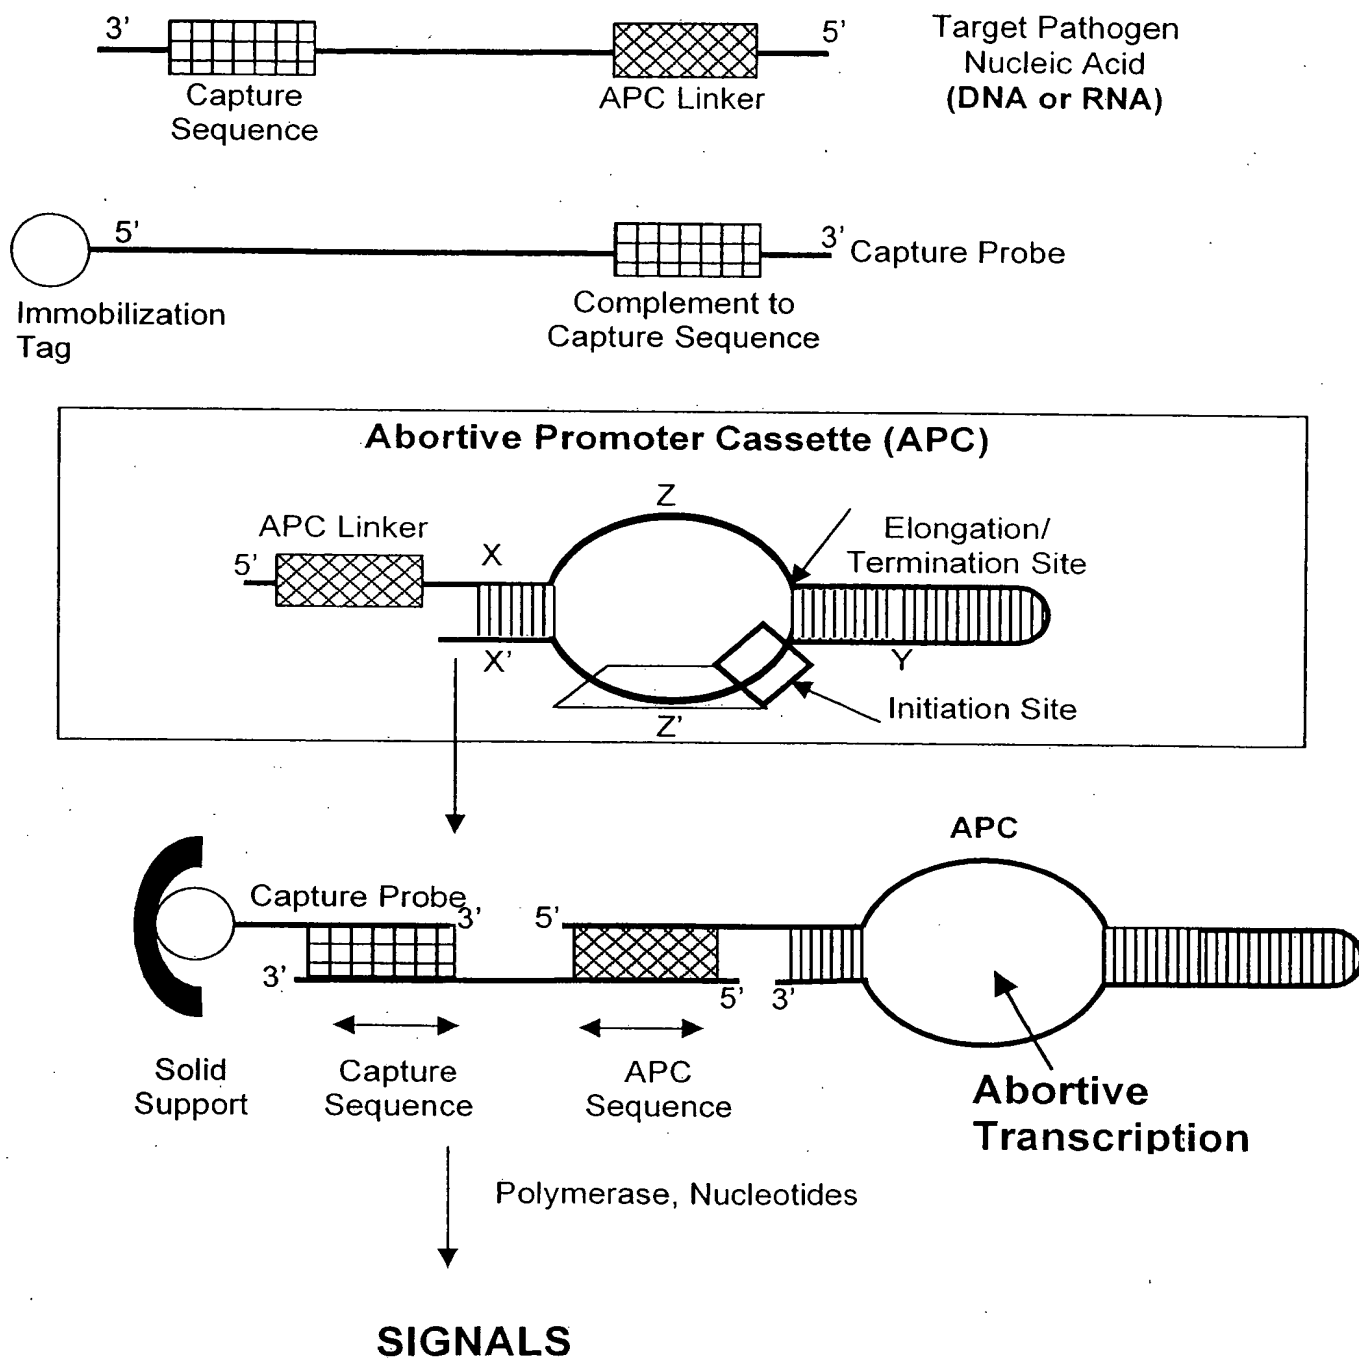 3'
5'
Target Pathogen
Nucleic Acid
(DNA or RNA)
Capture
Sequence
APC Linker
5'
3'
Capture Probe
Immobilization
Tag
Complement to
Capture Sequence
Abortive Promoter Cassette (APC)
Z
APC Linker
5'
X
Elongation/
Termination Site
X'
Y
Z'
Initiation Site
APC
Capture Probe
3'
5'
3'
5'
3'
Solid
Support
Capture
Sequence
APC
Sequence
Abortive
Transcription
Polymerase, Nucleotides
SIGNALS